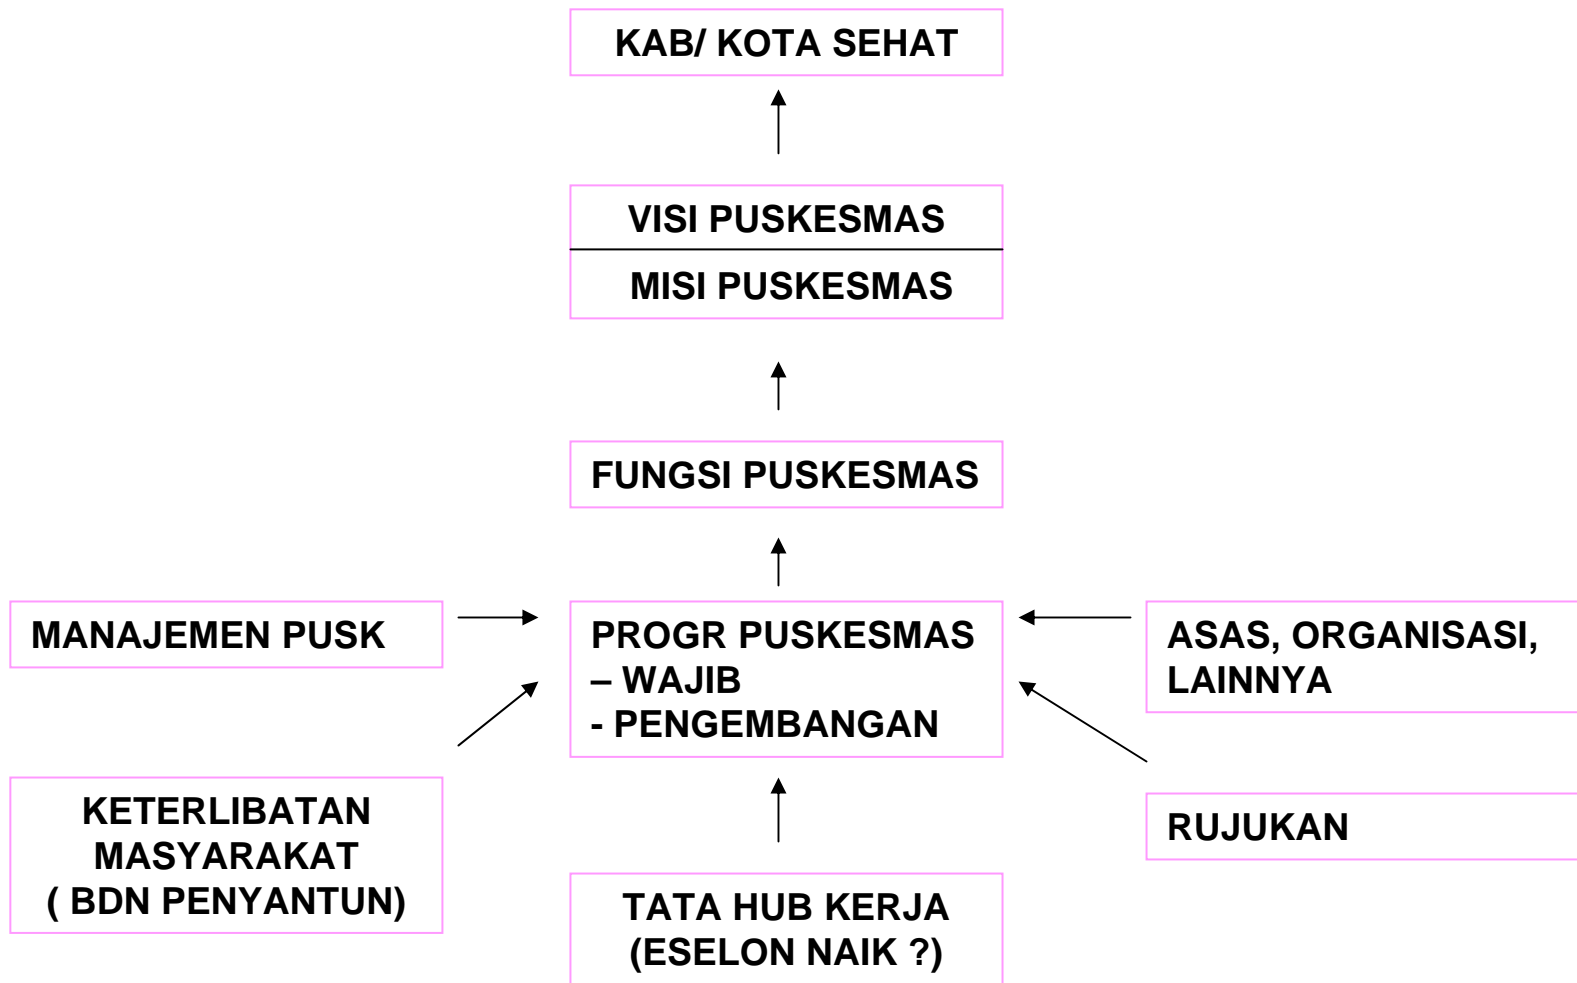 KAB/ KOTA SEHAT
VISI PUSKESMAS
MISI PUSKESMAS
FUNGSI PUSKESMAS
MANAJEMEN PUSK
PROGR PUSKESMAS
– WAJIB
- PENGEMBANGAN
ASAS, ORGANISASI,
LAINNYA
KETERLIBATAN
MASYARAKAT
( BDN PENYANTUN)
RUJUKAN
TATA HUB KERJA
(ESELON NAIK ?)